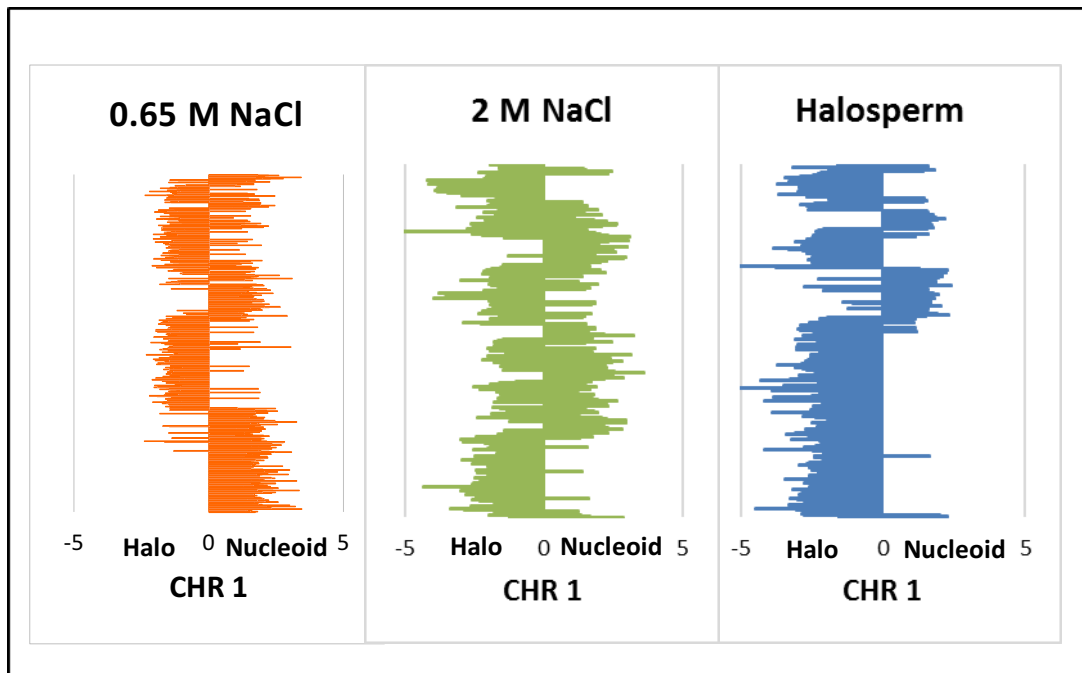 0.65 M NaCl
-5 0 5
Halo Nucleoid
CHR 1
2 M NaCl
-5 0 5
Halo Nucleoid
CHR 1
Halosperm
-5 0 5
Halo Nucleoid
CHR 1